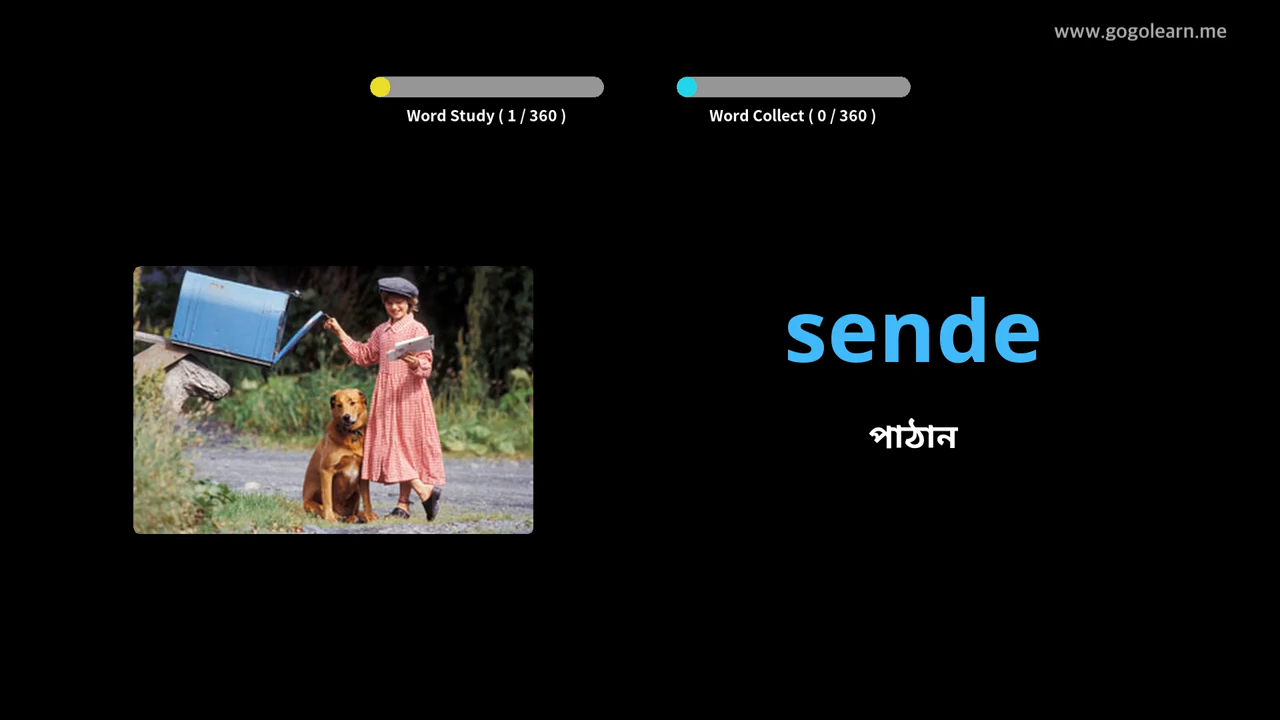 www.gogolearn.me
Word Study ( 1 / 360 )
Word Collect ( 0 / 360 )
sende
পাঠান